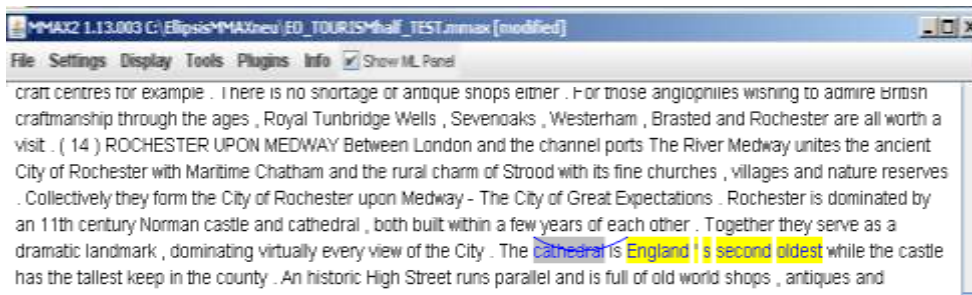 MMAX2 1.13.003 C:\EllipsisMMAXneu\EO_TOURISMhalf_TEST.mmax [modified]
File Settings Display Tools Plugins Info Show ML Panel
craft centres for example . There is no shortage of antique shops either . For those anglophiles wishing to admire British
craftmanship through the ages , Royal Tunbridge Wells , Sevenoaks , Westerham , Brasted and Rochester are all worth a
visit . ( 14 ) ROCHESTER UPON MEDWAY Between London and the channel ports The River Medway unites the ancient
City of Rochester with Maritime Chatham and the rural charm of Strood with its fine churches , villages and nature reserves
. Collectively they form the City of Rochester upon Medway - The City of Great Expectations . Rochester is dominated by
an 11th century Norman castle and cathedral , both built within a few years of each other . Together they serve as a
dramatic landmark , dominating virtually every view of the City . The cathedral is England ' s second oldest while the castle
has the tallest keep in the county . An historic High Street runs parallel and is full of old world shops , antiques and